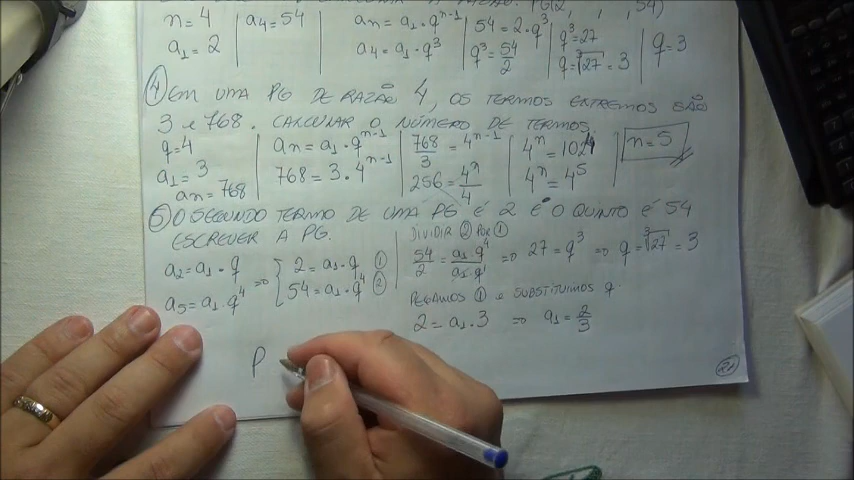 n=4 | a4=54 | an = a1·q^n-1 | 54 = 2·q^3 | q^3=27 | q=3
a1=2 | a4 = a1·q^3 | q^3=54/2 | q=∛27 = 3
④ EM UMA PG DE RAZÃO 4, OS TERMOS EXTREMOS SÃO
3 e 768. CALCULAR O NÚMERO DE TERMOS.
q=4 | an = a1·q^n-1 | 768/3 = 4^n-1 | 4^n = 1024 | n=5
a1=3 | 768 = 3·4^n-1 | 256 = 4^n/4 | 4^n = 4^5
an=768
⑤ O SEGUNDO TERMO DE UMA PG É 2 E O QUINTO É 54
ESCREVER A PG.
DIVIDIR ② POR ①
a2=a1·q => 2 = a1·q ① | 54/2 = a1·q^4/a1·q => 27 = q^3 => q=∛27 = 3
a5=a1·q^4 54=a1·q^4 ②
PEGAMOS ① e SUBSTITUIMOS q.
2 = a1·3 => a1 = 2/3
P